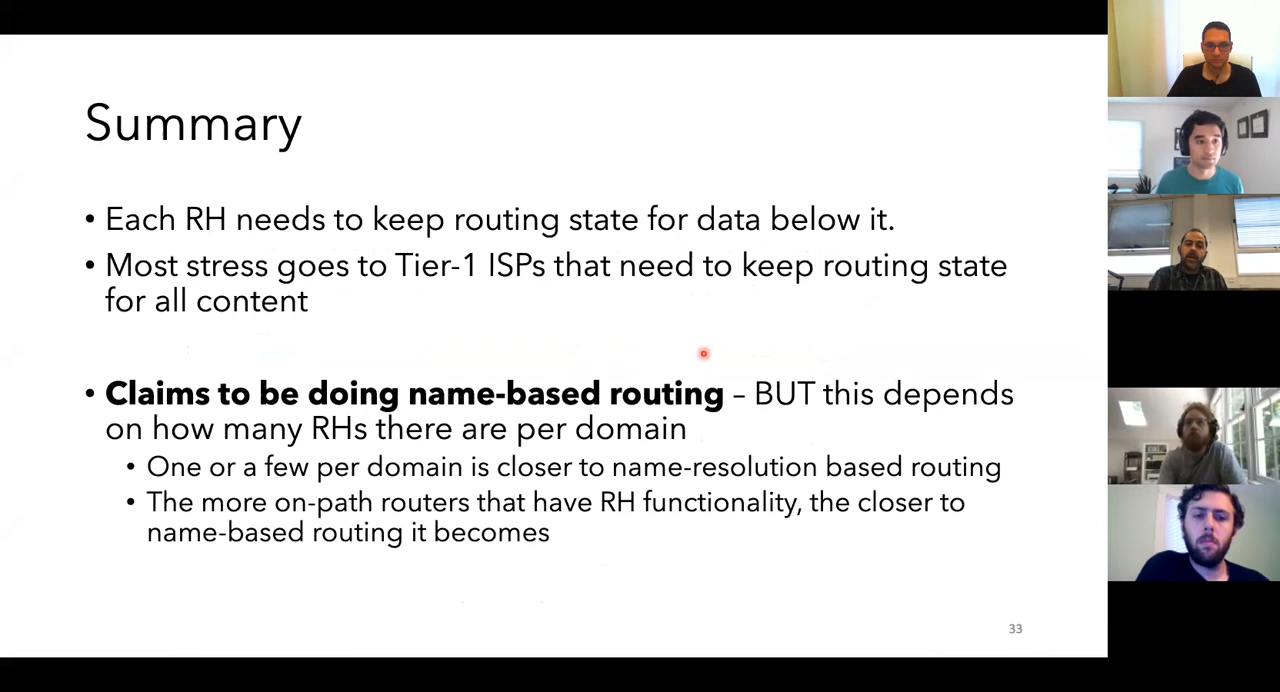 Summary
• Each RH needs to keep routing state for data below it.
• Most stress goes to Tier-1 ISPs that need to keep routing state
for all content
• Claims to be doing name-based routing – BUT this depends
on how many RHs there are per domain
• One or a few per domain is closer to name-resolution based routing
• The more on-path routers that have RH functionality, the closer to
name-based routing it becomes
33